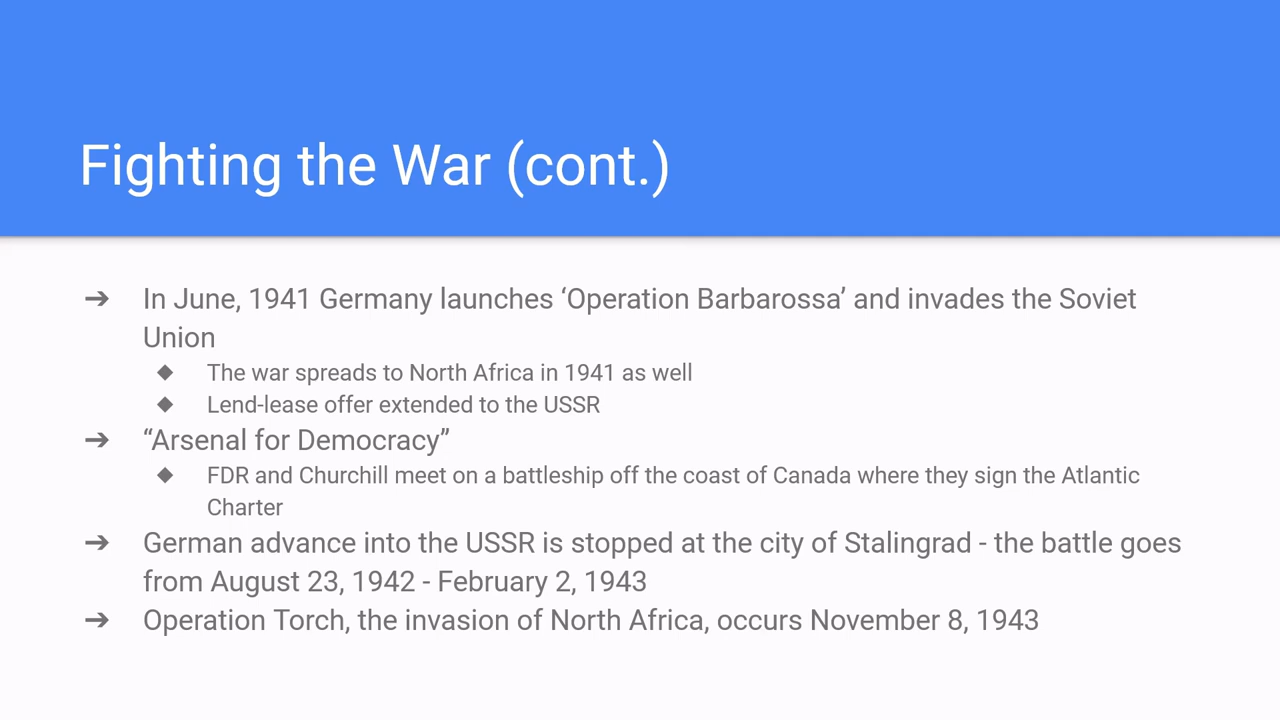 Fighting the War (cont.)
➔ In June, 1941 Germany launches ‘Operation Barbarossa’ and invades the Soviet
Union
◆ The war spreads to North Africa in 1941 as well
◆ Lend-lease offer extended to the USSR
➔ “Arsenal for Democracy”
◆ FDR and Churchill meet on a battleship off the coast of Canada where they sign the Atlantic
Charter
➔ German advance into the USSR is stopped at the city of Stalingrad - the battle goes
from August 23, 1942 - February 2, 1943
➔ Operation Torch, the invasion of North Africa, occurs November 8, 1943